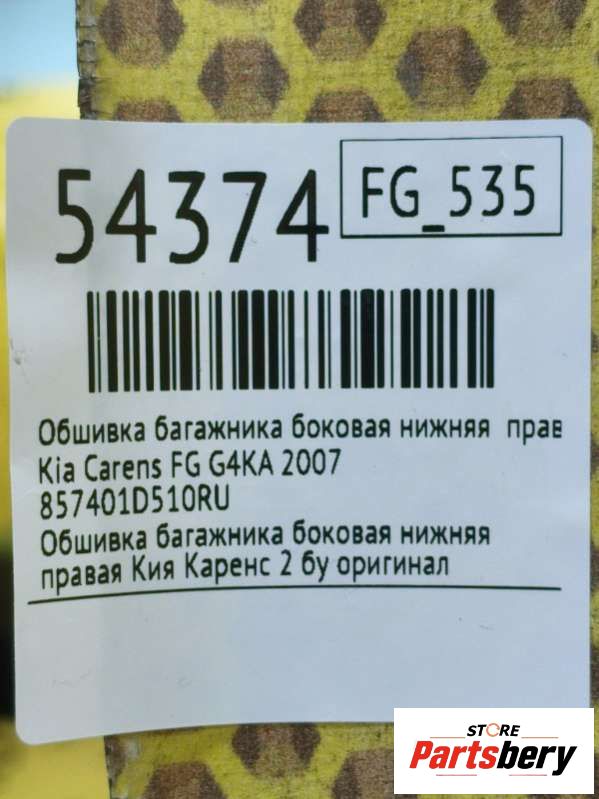 54374
FG_535
Обшивка багажника боковая нижняя прав
Kia Carens FG G4KA 2007
857401D510RU
Обшивка багажника боковая нижняя
правая Кия Каренс 2 бу оригинал
STORE
Partsbery